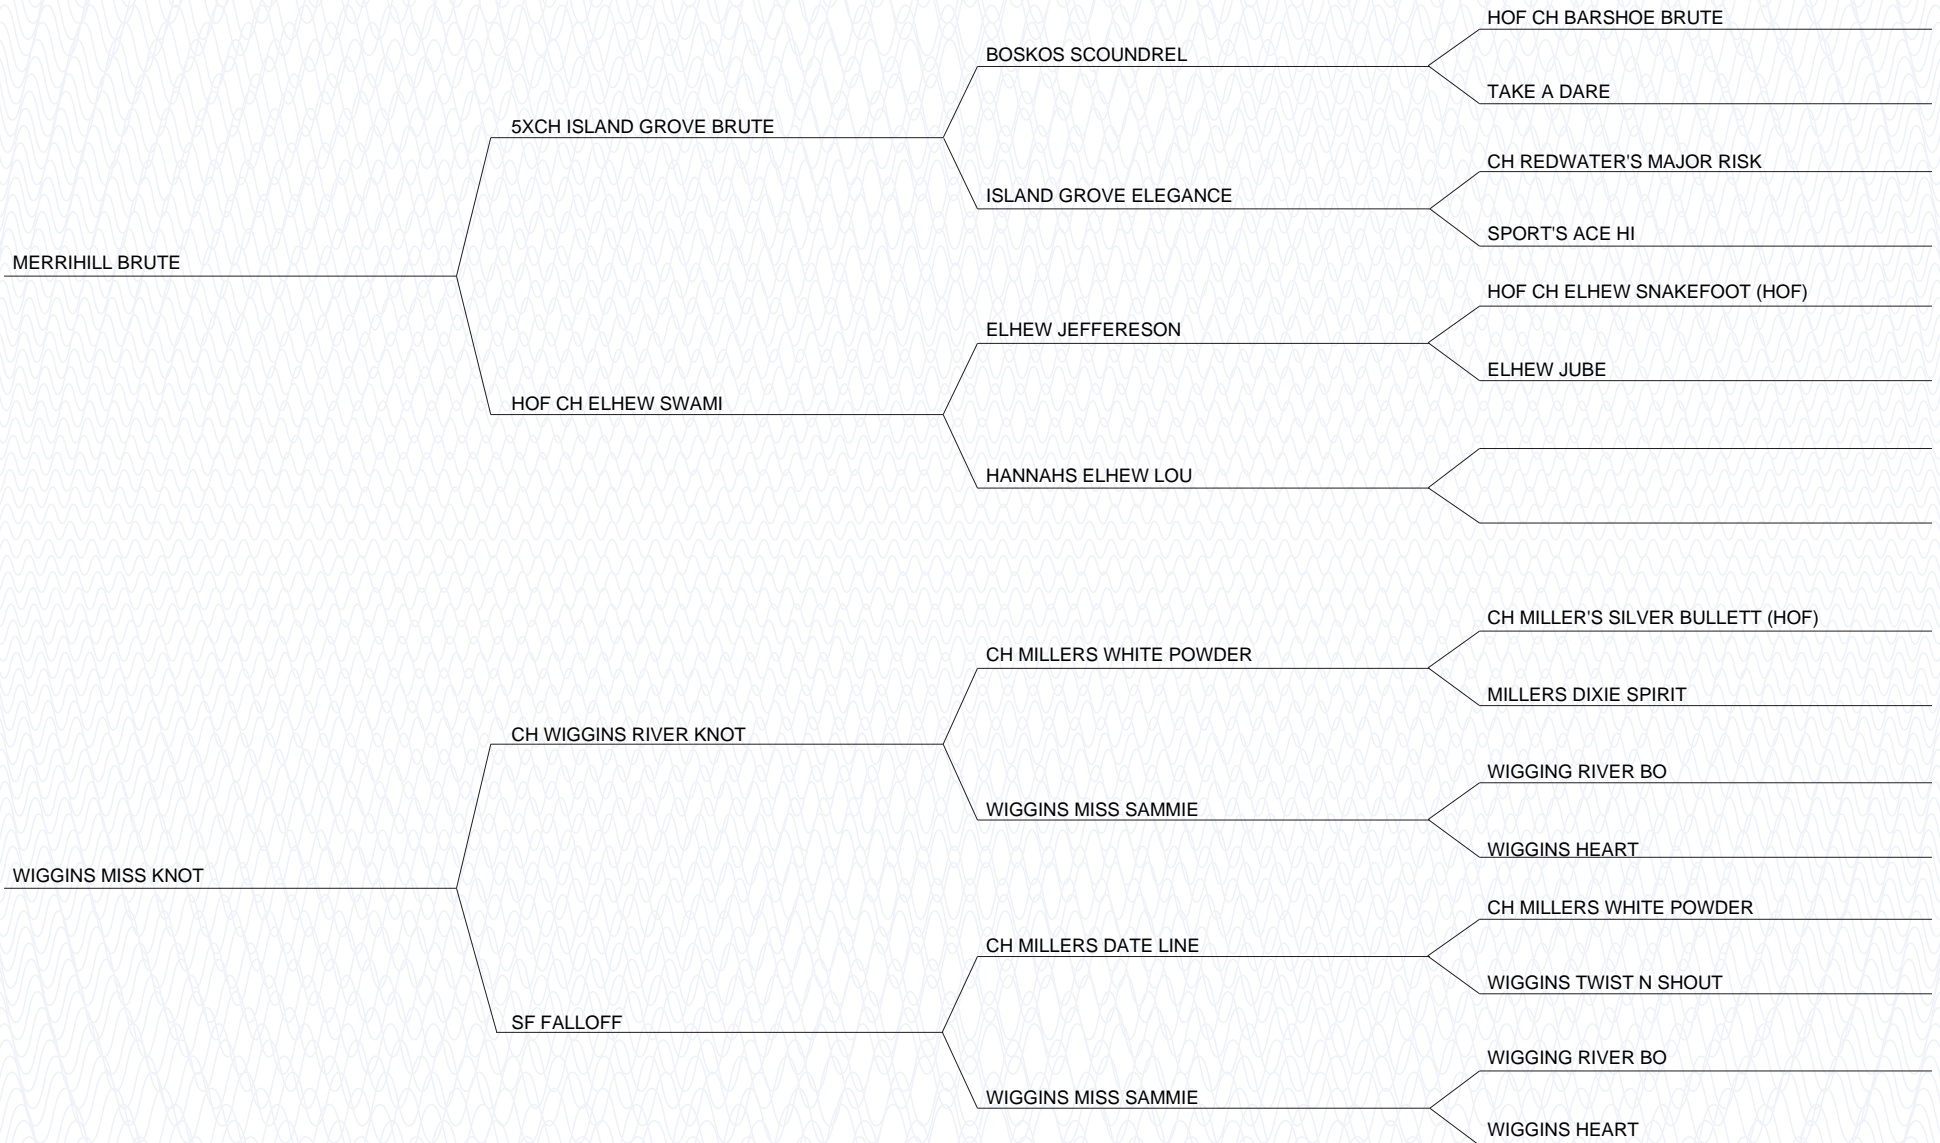 HOF CH BARSHOE BRUTE
BOSKOS SCOUNDREL
TAKE A DARE
5XCH ISLAND GROVE BRUTE
CH REDWATER'S MAJOR RISK
ISLAND GROVE ELEGANCE
SPORT'S ACE HI
MERRIHILL BRUTE
HOF CH ELHEW SNAKEFOOT (HOF)
ELHEW JEFFERESON
ELHEW JUBE
HOF CH ELHEW SWAMI
HANNAHS ELHEW LOU
CH MILLER'S SILVER BULLETT (HOF)
CH MILLERS WHITE POWDER
MILLERS DIXIE SPIRIT
CH WIGGINS RIVER KNOT
WIGGING RIVER BO
WIGGINS MISS SAMMIE
WIGGINS HEART
WIGGINS MISS KNOT
CH MILLERS WHITE POWDER
CH MILLERS DATE LINE
WIGGINS TWIST N SHOUT
SF FALLOFF
WIGGING RIVER BO
WIGGINS MISS SAMMIE
WIGGINS HEART